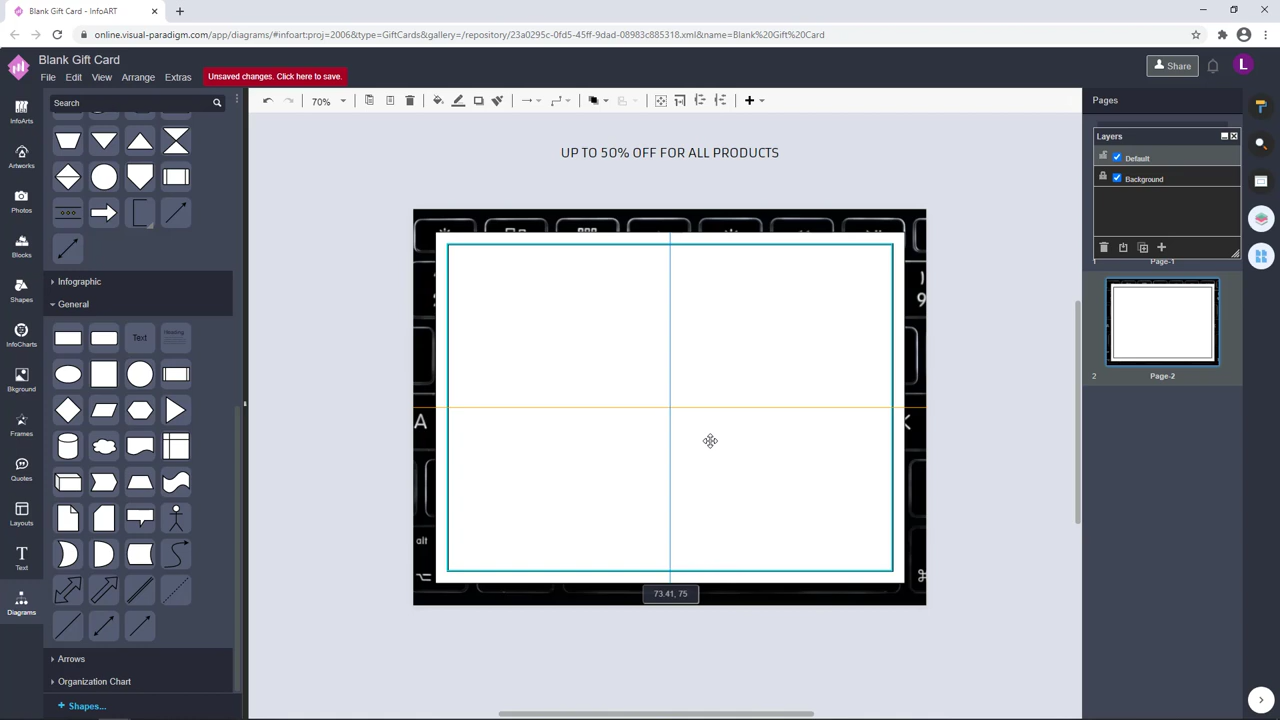 Blank Gift Card - InfoART
online.visual-paradigm.com/app/diagrams/#infoart:proj=2006&type=GiftCards&gallery=/repository/23a0295c-0fd5-45ff-9dad-08983c885318.xml&name=Blank%20Gift%20Card
Blank Gift Card
File Edit View Arrange Extras
Unsaved changes. Click here to save.
Share
L
Search
70%
Pages
InfoArts
Artworks
Photos
Blocks
Shapes
InfoCharts
Bkground
Frames
Quotes
Layouts
Text
Diagrams
Infographic
General
Text
Heading
Arrows
Organization Chart
+ Shapes...
UP TO 50% OFF FOR ALL PRODUCTS
A
K
)
9
alt
73.41, 75
Layers
Default
Background
1 Page-1
2 Page-2